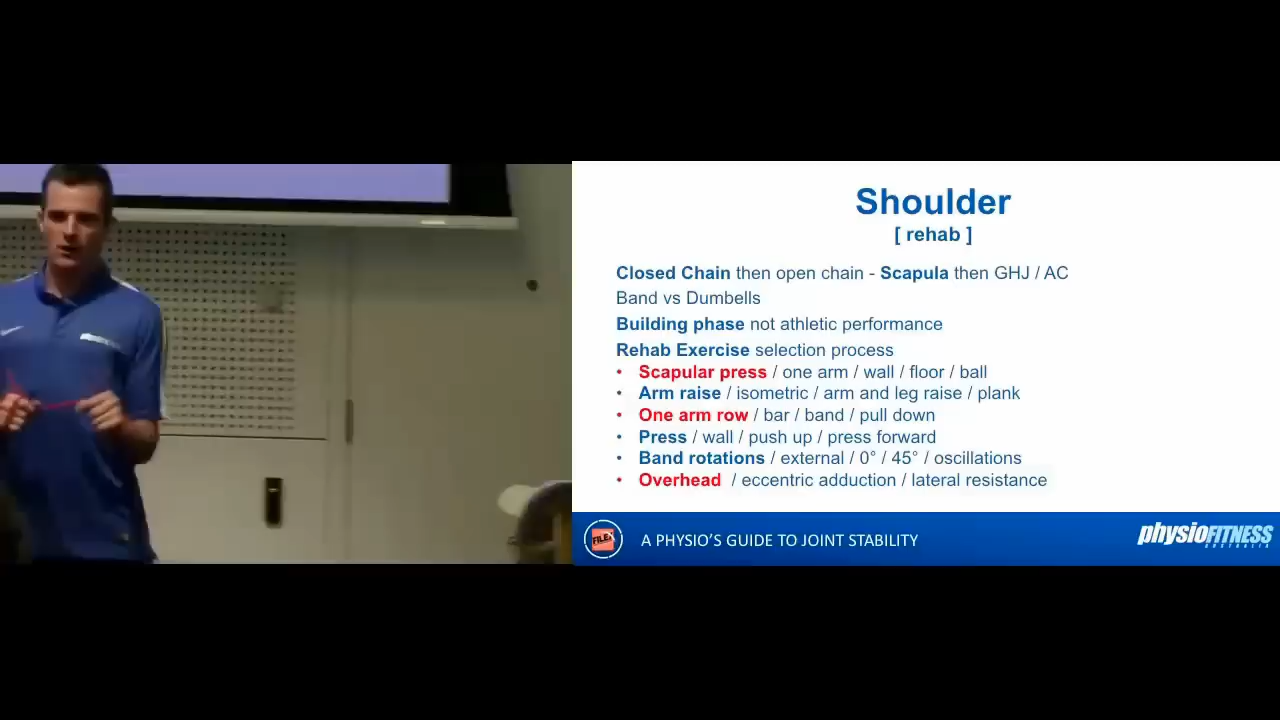 Shoulder
[ rehab ]
Closed Chain then open chain - Scapula then GHJ / AC
Band vs Dumbells
Building phase not athletic performance
Rehab Exercise selection process
• Scapular press / one arm / wall / floor / ball
• Arm raise / isometric / arm and leg raise / plank
• One arm row / bar / band / pull down
• Press / wall / push up / press forward
• Band rotations / external / 0° / 45° / oscillations
• Overhead / eccentric adduction / lateral resistance
FILEX
A PHYSIO'S GUIDE TO JOINT STABILITY
physioFITNESS
AUSTRALIA